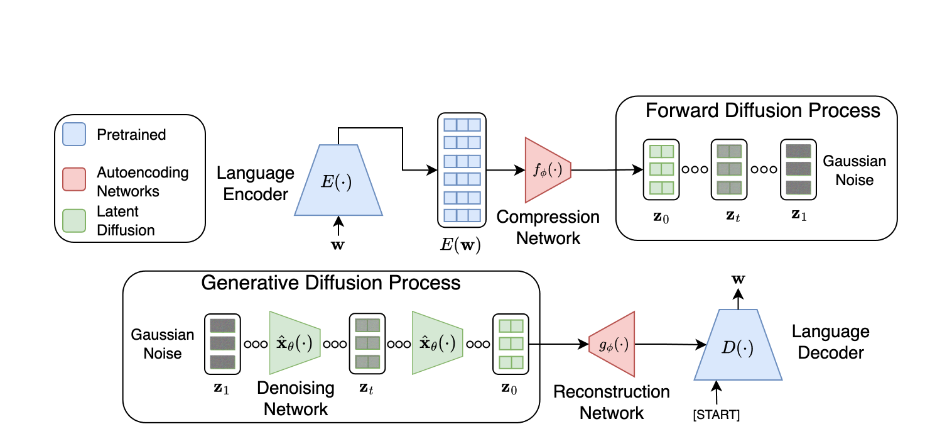 Pretrained
Autoencoding
Networks
Latent
Diffusion
Language
Encoder
E(·)
w
E(w)
f_ϕ(·)
Compression
Network
Forward Diffusion Process
z_0
z_t
z_1
Gaussian
Noise
Generative Diffusion Process
Gaussian
Noise
z_1
x̂_θ(·)
Denoising
Network
z_t
x̂_θ(·)
z_0
g_ϕ(·)
Reconstruction
Network
w
D(·)
[START]
Language
Decoder